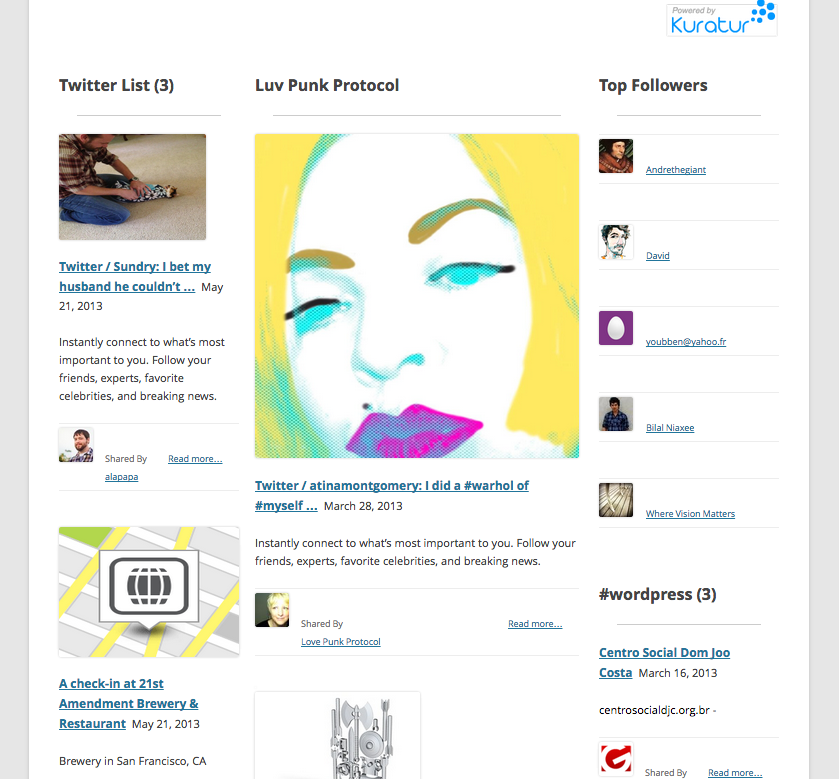 Powered by
Kuratur
Twitter List (3)
Twitter / Sundry: I bet my
husband he couldn’t ... May
21, 2013
Instantly connect to what’s most
important to you. Follow your
friends, experts, favorite
celebrities, and breaking news.
Shared By
Read more…
alapapa
A check-in at 21st
Amendment Brewery &
Restaurant May 21, 2013
Brewery in San Francisco, CA
Luv Punk Protocol
Twitter / atinamontgomery: I did a #warhol of
#myself ... March 28, 2013
Instantly connect to what’s most important to you. Follow your
friends, experts, favorite celebrities, and breaking news.
Shared By
Read more…
Love Punk Protocol
Top Followers
Andrethegiant
David
youbben@yahoo.fr
Bilal Niaxee
Where Vision Matters
#wordpress (3)
Centro Social Dom Joo
Costa March 16, 2013
centrosocialdjc.org.br -
Shared By
Read more…